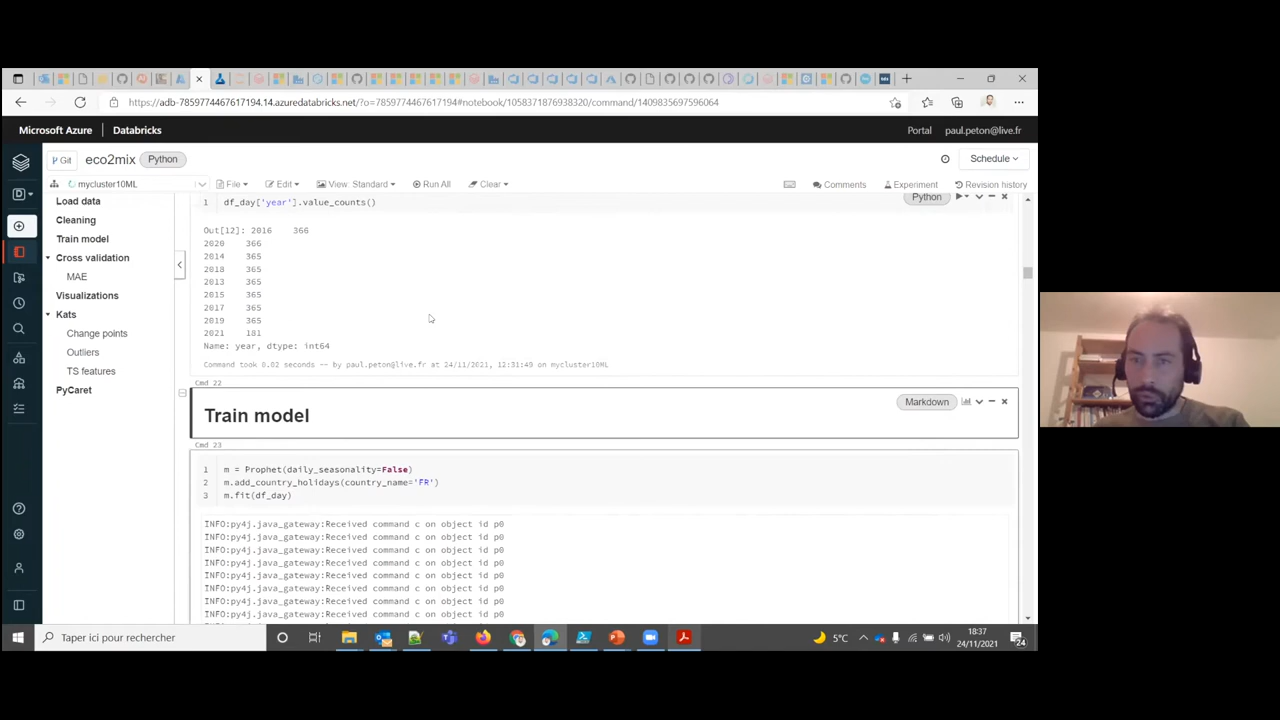 https://adb-7859774467617194.14.azuredatabricks.net/?o=7859774467617194#notebook/1058371876938320/command/1409835697596064
Microsoft Azure Databricks Portal paul.peton@live.fr
Git eco2mix Python Schedule
mycluster10ML File Edit View Standard Run All Clear Comments Experiment Revision history
Load data
Cleaning
Train model
Cross validation
MAE
Visualizations
Kats
Change points
Outliers
TS features
PyCaret
Python
1 df_day['year'].value_counts()
Out[12]: 2016 366
2020 366
2014 365
2018 365
2013 365
2015 365
2017 365
2019 365
2021 181
Name: year, dtype: int64
Command took 0.02 seconds -- by paul.peton@live.fr at 24/11/2021, 12:31:49 on mycluster10ML
Cmd 22
Train model
Markdown
Cmd 23
1 m = Prophet(daily_seasonality=False)
2 m.add_country_holidays(country_name='FR')
3 m.fit(df_day)
INFO:py4j.java_gateway:Received command c on object id p0
INFO:py4j.java_gateway:Received command c on object id p0
INFO:py4j.java_gateway:Received command c on object id p0
INFO:py4j.java_gateway:Received command c on object id p0
INFO:py4j.java_gateway:Received command c on object id p0
INFO:py4j.java_gateway:Received command c on object id p0
INFO:py4j.java_gateway:Received command c on object id p0
INFO:py4j.java_gateway:Received command c on object id p0
Taper ici pour rechercher
5°C
18:37
24/11/2021
24